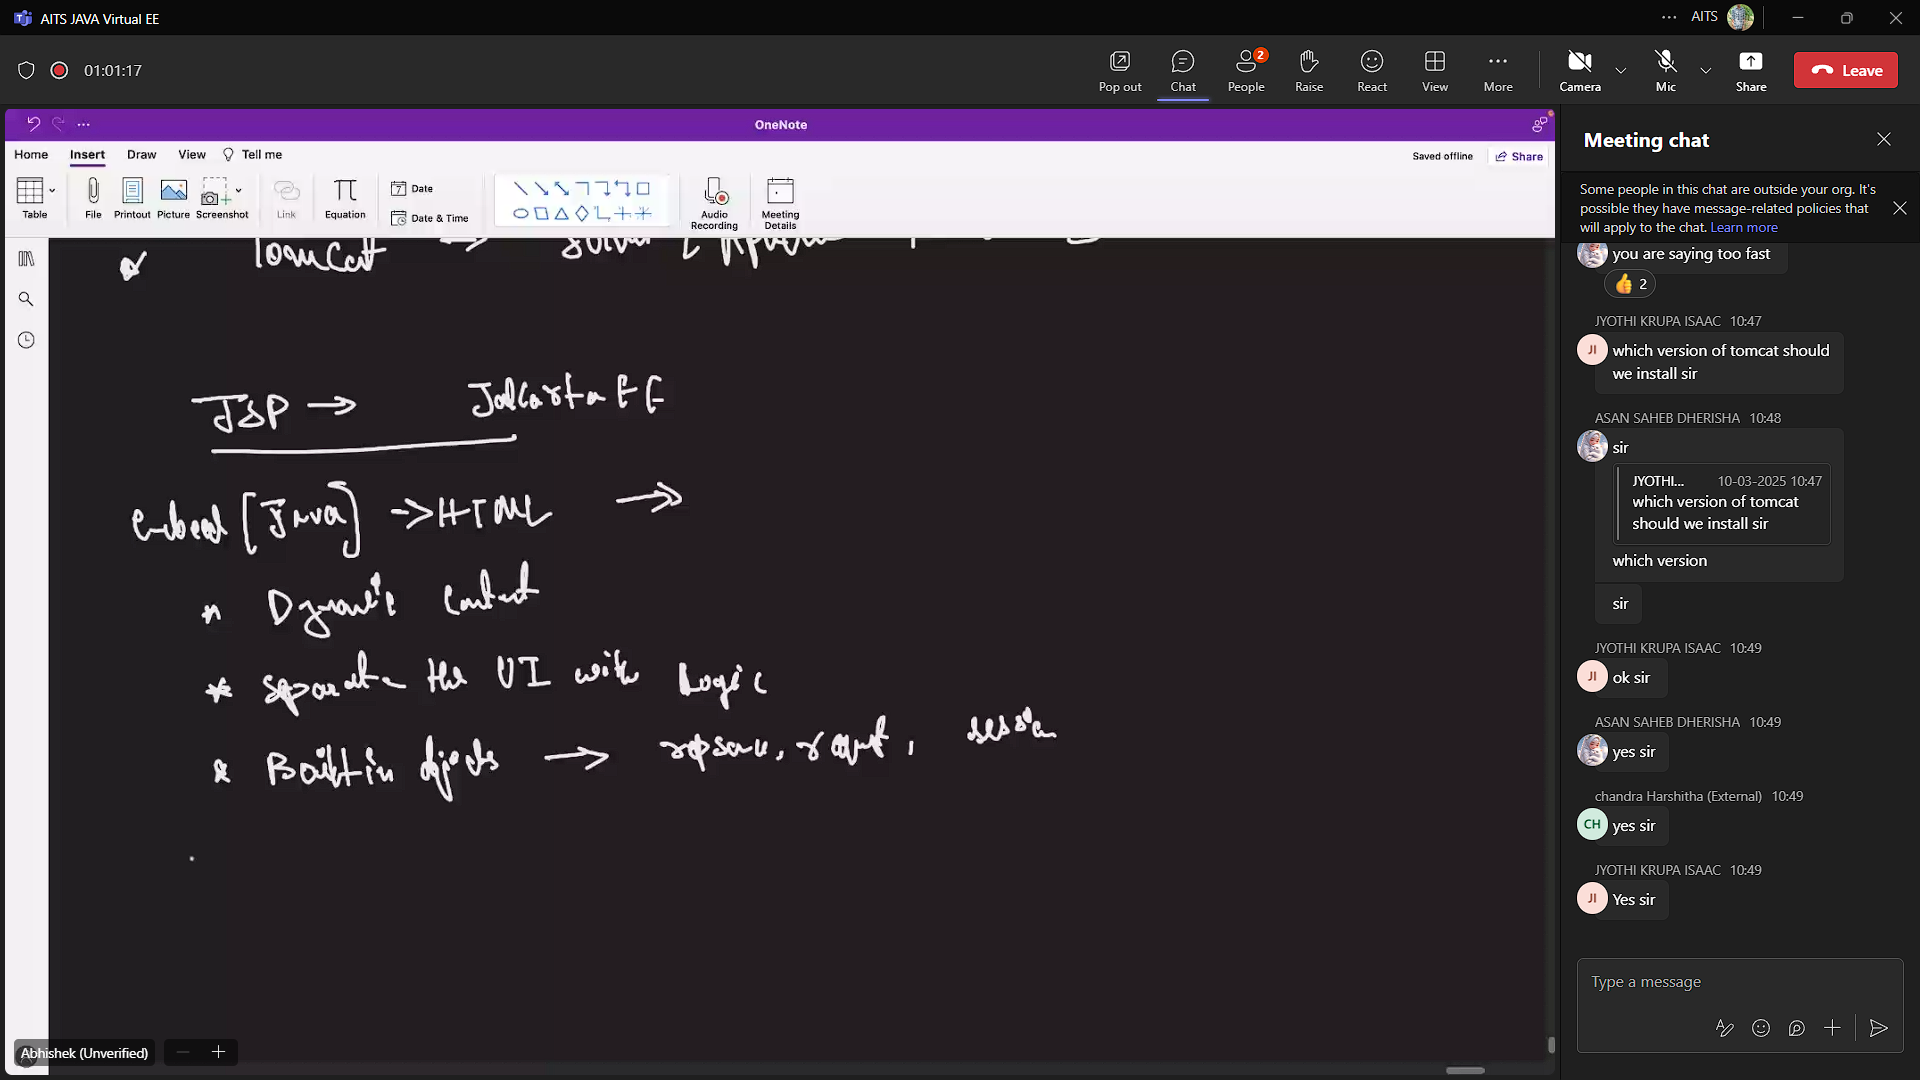 AITS JAVA Virtual EE
AITS
01:01:17
Pop out
Chat
2
People
Raise
React
View
More
Camera
Mic
Share
Leave
OneNote
Home Insert Draw View Tell me
Saved offline
Share
Table
File
Printout
Picture
Screenshot
Link
Equation
7 Date
Date & Time
Audio Recording
Meeting Details
Tomcat →
JSP → Jakarta EE
[Java] → HTML →
* Dynamic content
* Separate the UI with Logic
* Built in objects → request, session
Abhishek (Unverified)
Meeting chat
Some people in this chat are outside your org. It's
possible they have message-related policies that
will apply to the chat. Learn more
you are saying too fast
👍 2
JYOTHI KRUPA ISAAC 10:47
JI
which version of tomcat should
we install sir
ASAN SAHEB DHERISHA 10:48
sir
JYOTHI... 10-03-2025 10:47
which version of tomcat
should we install sir
which version
sir
JYOTHI KRUPA ISAAC 10:49
JI ok sir
ASAN SAHEB DHERISHA 10:49
yes sir
chandra Harshitha (External) 10:49
CH yes sir
JYOTHI KRUPA ISAAC 10:49
JI Yes sir
Type a message